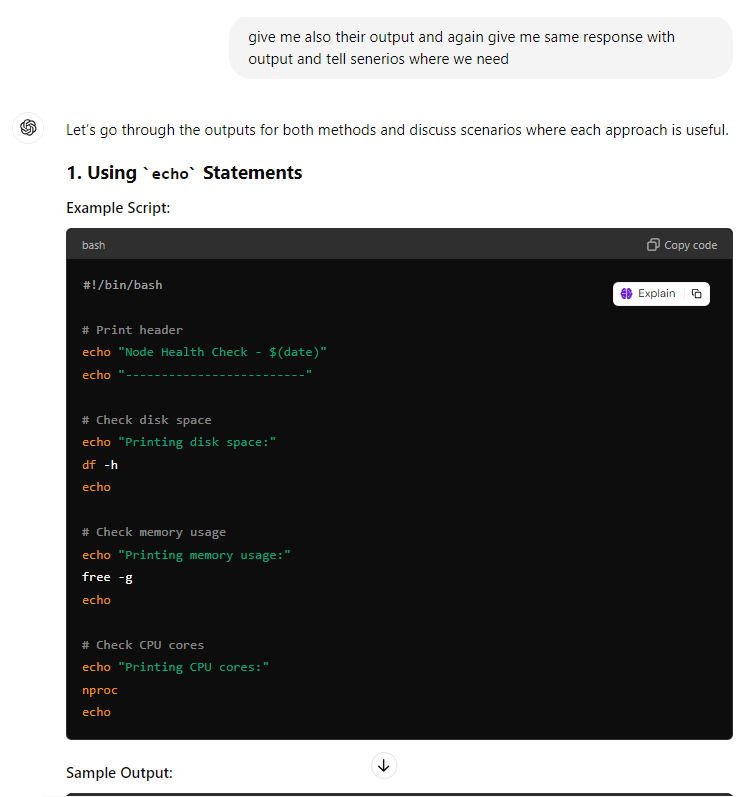 give me also their output and again give me same response with
output and tell senerios where we need
Let's go through the outputs for both methods and discuss scenarios where each approach is useful.
1. Using `echo` Statements
Example Script:
bash
Copy code
Explain
#!/bin/bash
# Print header
echo "Node Health Check - $(date)"
echo "-------------------------"
# Check disk space
echo "Printing disk space:"
df -h
echo
# Check memory usage
echo "Printing memory usage:"
free -g
echo
# Check CPU cores
echo "Printing CPU cores:"
nproc
echo
Sample Output: